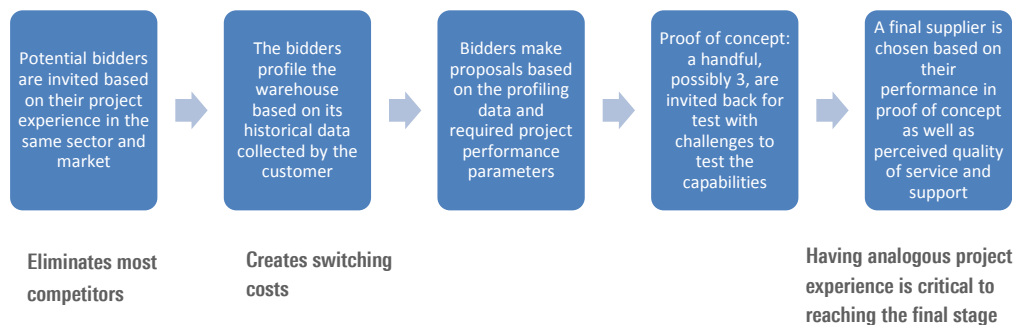 Potential bidders
are invited based
on their project
experience in the
same sector and
market
The bidders
profile the
warehouse
based on its
historical data
collected by the
customer
Bidders make
proposals based
on the profiling
data and
required project
performance
parameters
Proof of concept:
a handful,
possibly 3, are
invited back for
test with
challenges to
test the
capabilities
A final supplier is
chosen based on
their
performance in
proof of concept
as well as
perceived quality
of service and
support
Eliminates most
competitors
Creates switching
costs
Having analogous project
experience is critical to
reaching the final stage